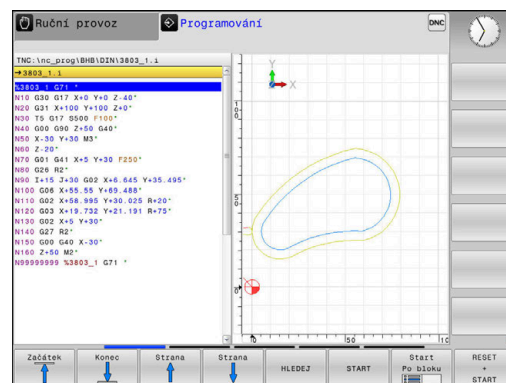 Ruční provoz
Programování
DNC
TNC:\nc_prog\BHB\DIN\3803_1.i
→3803_1.i
%3803_1 G71 *
N10 G30 G17 X+0 Y+0 Z-40*
N20 G31 X+100 Y+100 Z+0*
N30 T5 G17 S500 F100*
N40 G00 G90 Z+50 G40*
N50 X-30 Y+30 M3*
N60 Z-20*
N70 G01 G41 X+5 Y+30 F250*
N80 G26 R2*
N90 I+15 J+30 G02 X+6.645 Y+35.495*
N100 G06 X+55.55 Y+69.488*
N110 G02 X+58.995 Y+30.025 R+20*
N120 G03 X+19.732 Y+21.191 R+75*
N130 G02 X+5 Y+30*
N140 G27 R2*
N150 G00 G40 X-30*
N160 Z+50 M2*
N99999999 %3803_1 G71 *
Y
X
100
50
0
0
50
10
Začátek
Konec
Strana
Strana
HLEDEJ
START
Start
Po bloku
RESET
+
START